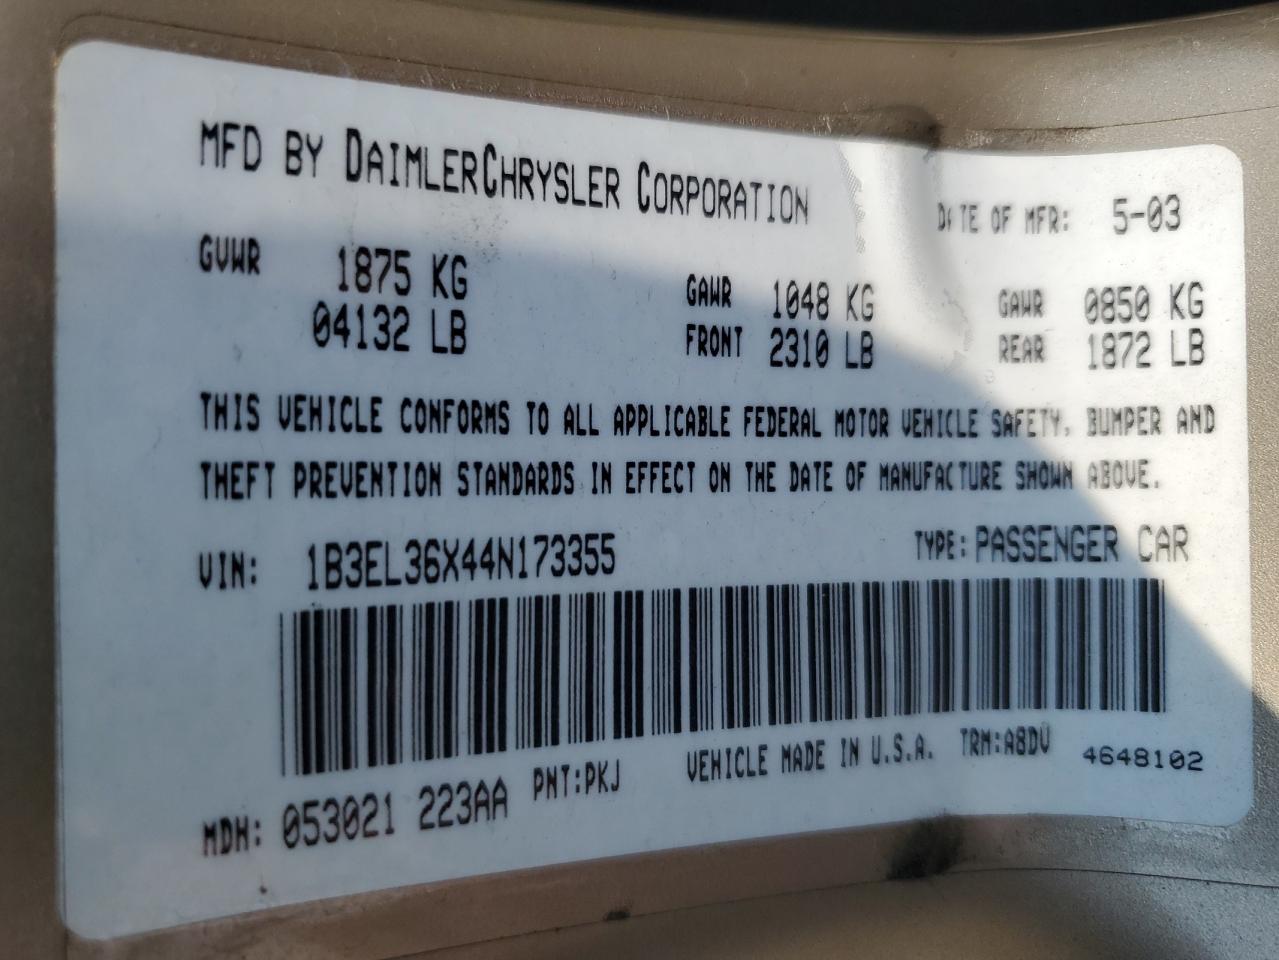 MFD BY DAIMLERCHRYSLER CORPORATION
DATE OF MFR: 5-03
GVWR 1875 KG
04132 LB
GAWR 1048 KG
FRONT 2310 LB
GAWR 0850 KG
REAR 1872 LB
THIS VEHICLE CONFORMS TO ALL APPLICABLE FEDERAL MOTOR VEHICLE SAFETY, BUMPER AND
THEFT PREVENTION STANDARDS IN EFFECT ON THE DATE OF MANUFACTURE SHOWN ABOVE.
VIN: 1B3EL36X44N173355
TYPE: PASSENGER CAR
MDH: 053021 223AA
PNT:PKJ
VEHICLE MADE IN U.S.A.
TRM:A8DV
4648102